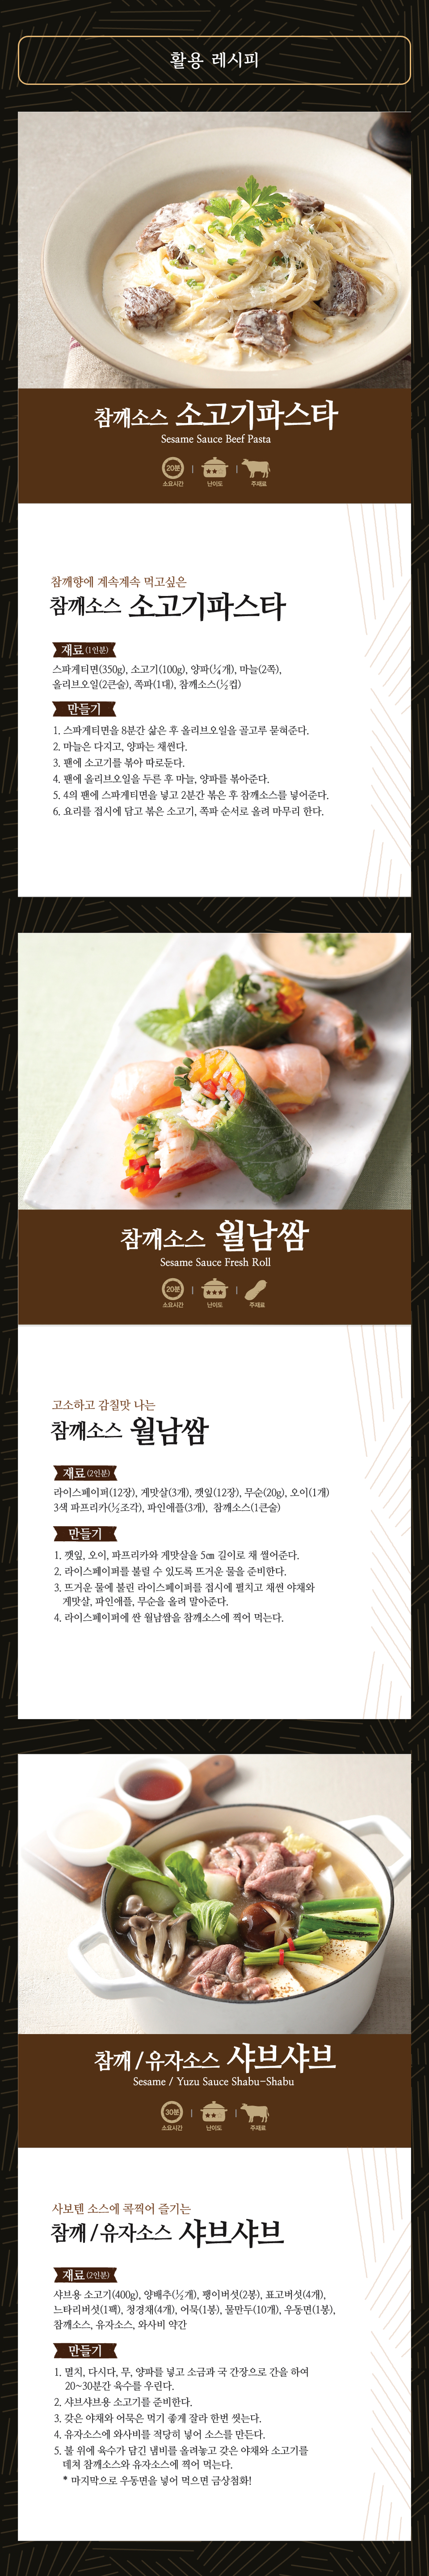 활용 레시피
참깨소스 소고기파스타
Sesame Sauce Beef Pasta
20분
소요시간
난이도
주재료
참깨향에 계속계속 먹고싶은
참깨소스 소고기파스타
재료 (1인분)
스파게티면(350g), 소고기(100g), 양파(¼개), 마늘(2쪽),
올리브오일(2큰술), 쪽파(1대), 참깨소스(½컵)
만들기
1. 스파게티면을 8분간 삶은 후 올리브오일을 골고루 묻혀준다.
2. 마늘은 다지고, 양파는 채썬다.
3. 팬에 소고기를 볶아 따로둔다.
4. 팬에 올리브오일을 두른 후 마늘, 양파를 볶아준다.
5. 4의 팬에 스파게티면을 넣고 2분간 볶은 후 참깨소스를 넣어준다.
6. 요리를 접시에 담고 볶은 소고기, 쪽파 순서로 올려 마무리 한다.
참깨소스 월남쌈
Sesame Sauce Fresh Roll
20분
소요시간
난이도
주재료
고소하고 감칠맛 나는
참깨소스 월남쌈
재료 (2인분)
라이스페이퍼(12장), 게맛살(3개), 깻잎(12장), 무순(20g), 오이(1개)
3색 파프리카(½조각), 파인애플(3개), 참깨소스(1큰술)
만들기
1. 깻잎, 오이, 파프리카와 게맛살을 5㎝ 길이로 채 썰어준다.
2. 라이스페이퍼를 불릴 수 있도록 뜨거운 물을 준비한다.
3. 뜨거운 물에 불린 라이스페이퍼를 접시에 펼치고 채썬 야채와
게맛살, 파인애플, 무순을 올려 말아준다.
4. 라이스페이퍼에 싼 월남쌈을 참깨소스에 찍어 먹는다.
참깨/유자소스 샤브샤브
Sesame / Yuzu Sauce Shabu-Shabu
30분
소요시간
난이도
주재료
사보텐 소스에 콕찍어 즐기는
참깨/유자소스 샤브샤브
재료 (2인분)
샤브용 소고기(400g), 양배추(½개), 팽이버섯(2봉), 표고버섯(4개),
느타리버섯(1팩), 청경채(4개), 어묵(1봉), 물만두(10개), 우동면(1봉),
참깨소스, 유자소스, 와사비 약간
만들기
1. 멸치, 다시다, 무, 양파를 넣고 소금과 국 간장으로 간을 하여
20~30분간 육수를 우린다.
2. 샤브샤브용 소고기를 준비한다.
3. 갖은 야채와 어묵은 먹기 좋게 잘라 한번 씻는다.
4. 유자소스에 와사비를 적당히 넣어 소스를 만든다.
5. 불 위에 육수가 담긴 냄비를 올려놓고 갖은 야채와 소고기를
데쳐 참깨소스와 유자소스에 찍어 먹는다.
* 마지막으로 우동면을 넣어 먹으면 금상첨화!